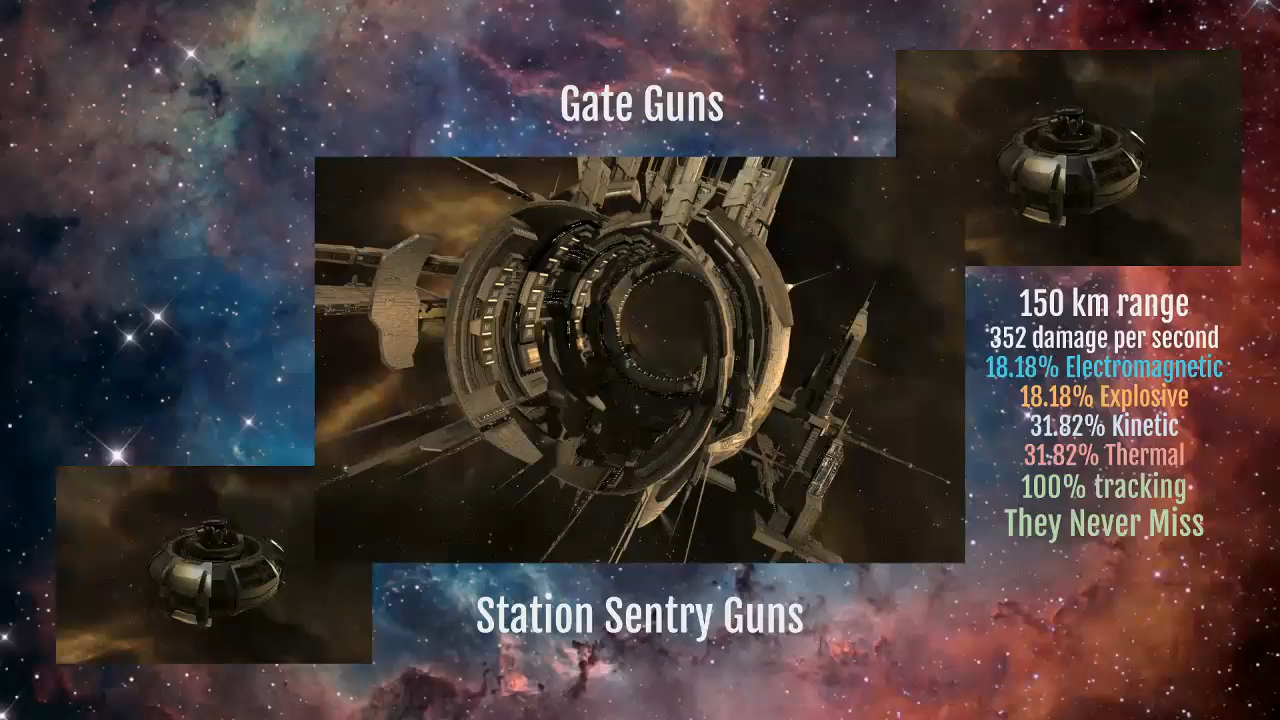 Gate Guns
150 km range
352 damage per second
18.18% Electromagnetic
18.18% Explosive
31.82% Kinetic
31.82% Thermal
100% tracking
They Never Miss
Station Sentry Guns